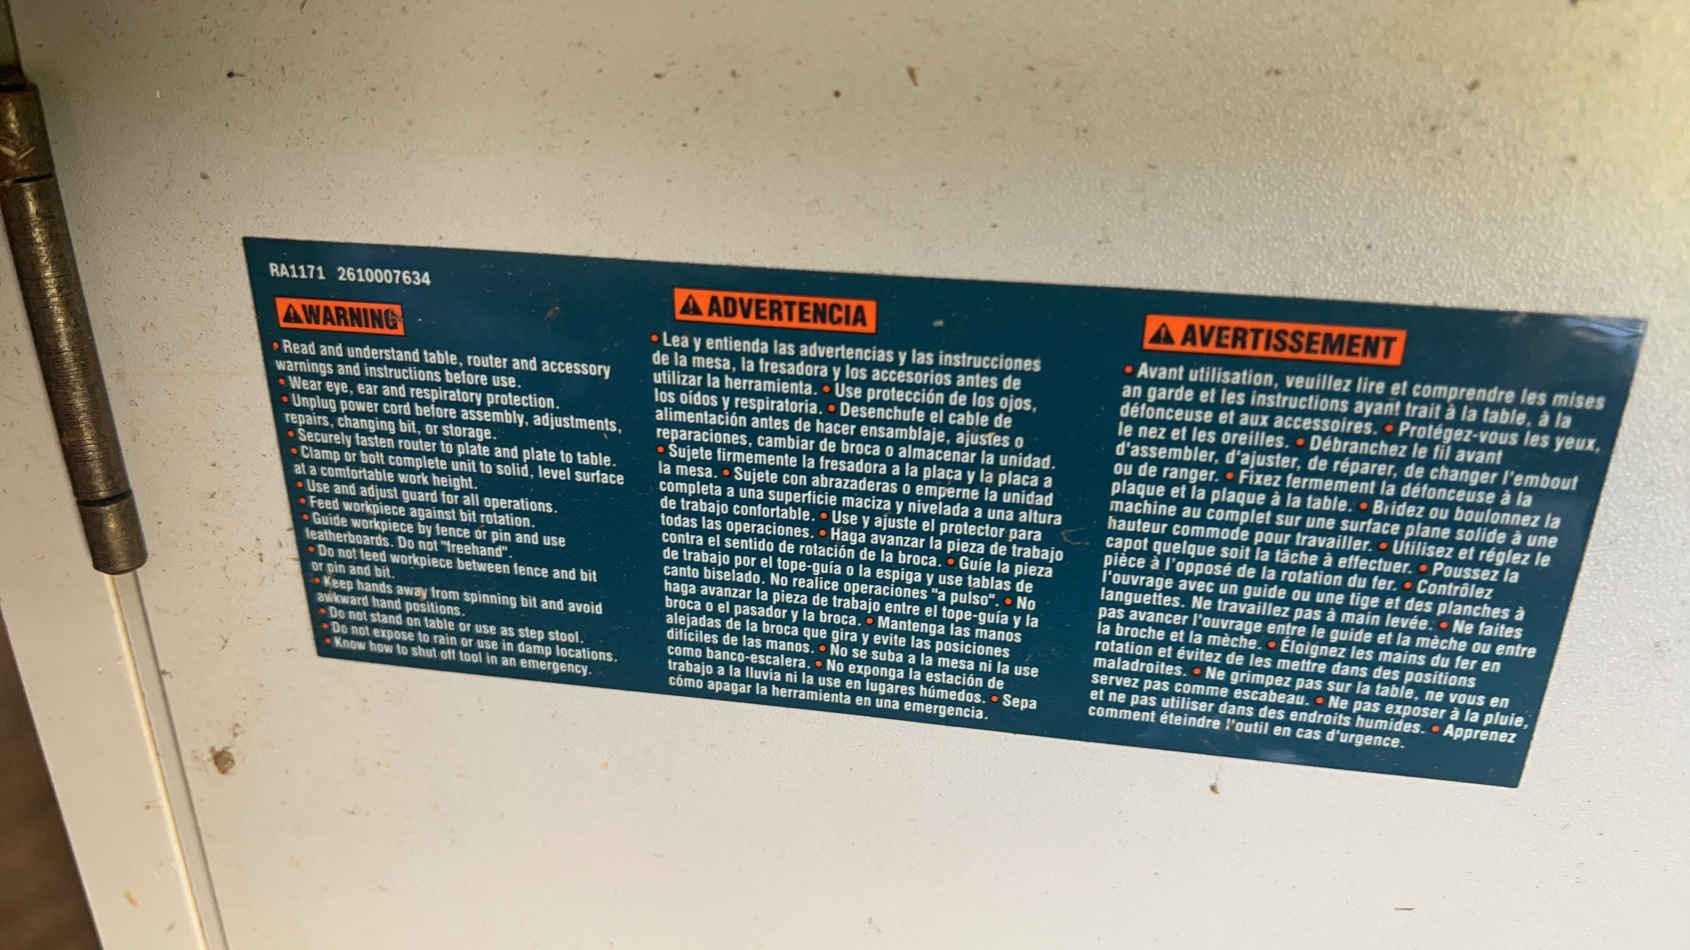 RA1171 2610007634
⚠WARNING
• Read and understand table, router and accessory
warnings and instructions before use.
• Wear eye, ear and respiratory protection.
• Unplug power cord before assembly, adjustments,
repairs, changing bit, or storage.
• Securely fasten router to plate and plate to table.
• Clamp or bolt complete unit to solid, level surface
at a comfortable work height.
• Use and adjust guard for all operations.
• Feed workpiece against bit rotation.
• Guide workpiece by fence or pin and use
featherboards. Do not "freehand".
• Do not feed workpiece between fence and bit
or pin and bit.
• Keep hands away from spinning bit and avoid
awkward hand positions.
• Do not stand on table or use as step stool.
• Do not expose to rain or use in damp locations.
• Know how to shut off tool in an emergency.
⚠ADVERTENCIA
• Lea y entienda las advertencias y las instrucciones
de la mesa, la fresadora y los accesorios antes de
utilizar la herramienta. • Use protección de los ojos,
los oídos y respiratoria. • Desenchufe el cable de
alimentación antes de hacer ensamblaje, ajustes o
reparaciones, cambiar de broca o almacenar la unidad.
• Sujete firmemente la fresadora a la placa y la placa a
la mesa. • Sujete con abrazaderas o emperne la unidad
completa a una superficie maciza y nivelada a una altura
de trabajo confortable. • Use y ajuste el protector para
todas las operaciones. • Haga avanzar la pieza de trabajo
contra el sentido de rotación de la broca. • Guíe la pieza
de trabajo por el tope-guía o la espiga y use tablas de
canto biselado. No realice operaciones "a pulso". • No
haga avanzar la pieza de trabajo entre el tope-guía y la
broca o el pasador y la broca. • Mantenga las manos
alejadas de la broca que gira y evite las posiciones
difíciles de las manos. • No se suba a la mesa ni la use
como banco-escalera. • No exponga la estación de
trabajo a la lluvia ni la use en lugares húmedos. • Sepa
cómo apagar la herramienta en una emergencia.
⚠AVERTISSEMENT
• Avant utilisation, veuillez lire et comprendre les mises
an garde et les instructions ayant trait à la table, à la
défonceuse et aux accessoires. • Protégez-vous les yeux,
le nez et les oreilles. • Débranchez le fil avant
d'assembler, d'ajuster, de réparer, de changer l'embout
ou de ranger. • Fixez fermement la défonceuse à la
plaque et la plaque à la table. • Bridez ou boulonnez la
machine au complet sur une surface plane solide à une
hauteur commode pour travailler. • Utilisez et réglez le
capot quelque soit la tâche à effectuer. • Poussez la
pièce à l'opposé de la rotation du fer. • Contrôlez
l'ouvrage avec un guide ou une tige et des planches à
languettes. Ne travaillez pas à main levée. • Ne faites
pas avancer l'ouvrage entre le guide et la mèche ou entre
la broche et la mèche. • Éloignez les mains du fer en
rotation et évitez de les mettre dans des positions
maladroites. • Ne grimpez pas sur la table, ne vous en
servez pas comme escabeau. • Ne pas exposer à la pluie,
et ne pas utiliser dans des endroits humides. • Apprenez
comment éteindre l'outil en cas d'urgence.